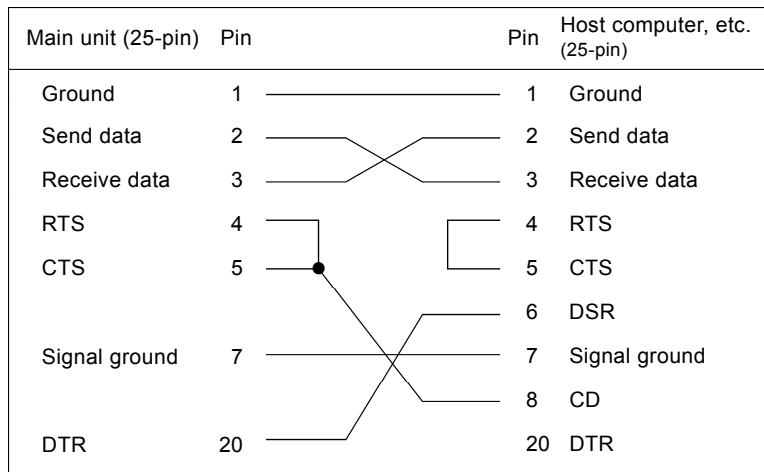 Main unit (25-pin) Pin Pin Host computer, etc.
(25-pin)
Ground 1 1 Ground
Send data 2 2 Send data
Receive data 3 3 Receive data
RTS 4 4 RTS
CTS 5 5 CTS
6 DSR
Signal ground 7 7 Signal ground
8 CD
DTR 20 20 DTR